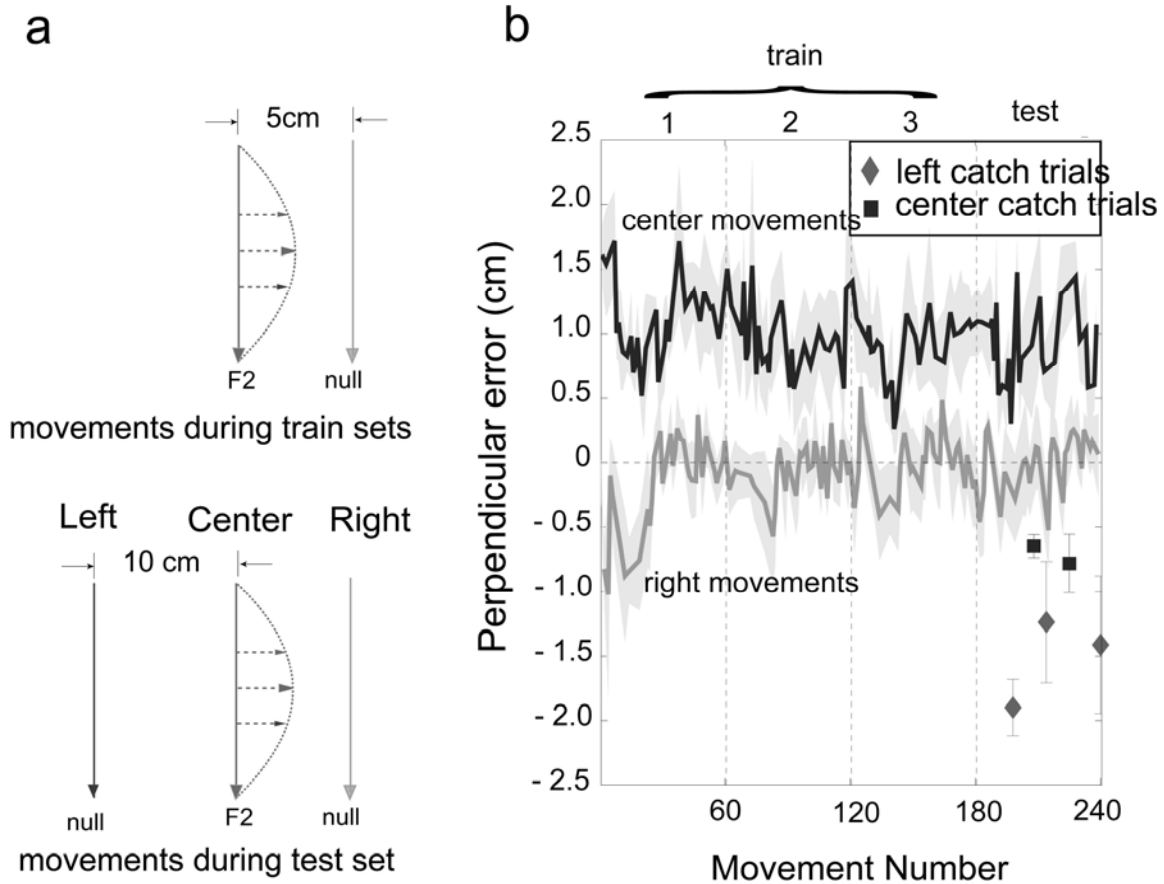 a
5cm
F2
null
movements during train sets
Left
Center
Right
10 cm
null
F2
null
movements during test set
b
train
1
2
3
test
2.5
2.0
1.5
1.0
0.5
0
- 0.5
- 1.0
- 1.5
- 2.0
- 2.5
Perpendicular error (cm)
left catch trials
center catch trials
center movements
right movements
60
120
180
240
Movement Number